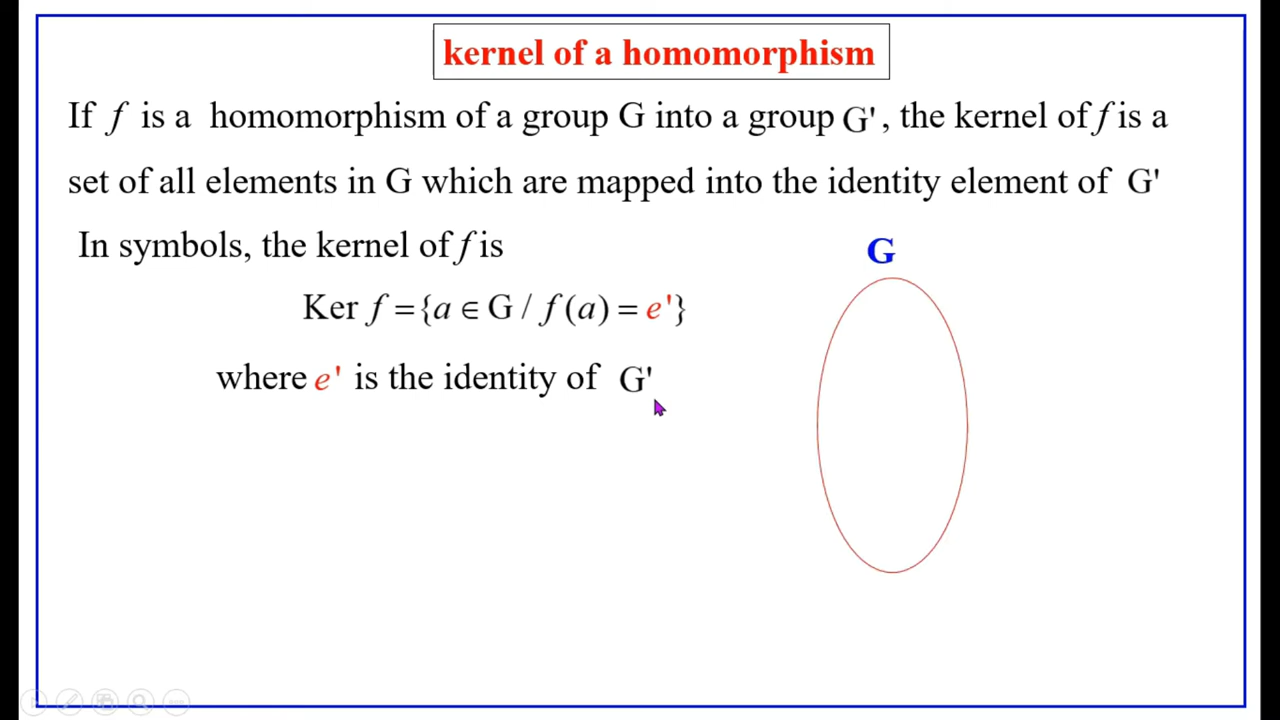 kernel of a homomorphism
If f is a homomorphism of a group G into a group G', the kernel of f is a
set of all elements in G which are mapped into the identity element of G'
In symbols, the kernel of f is
G
Ker f = {a ∈ G / f(a) = e'}
where e' is the identity of G'